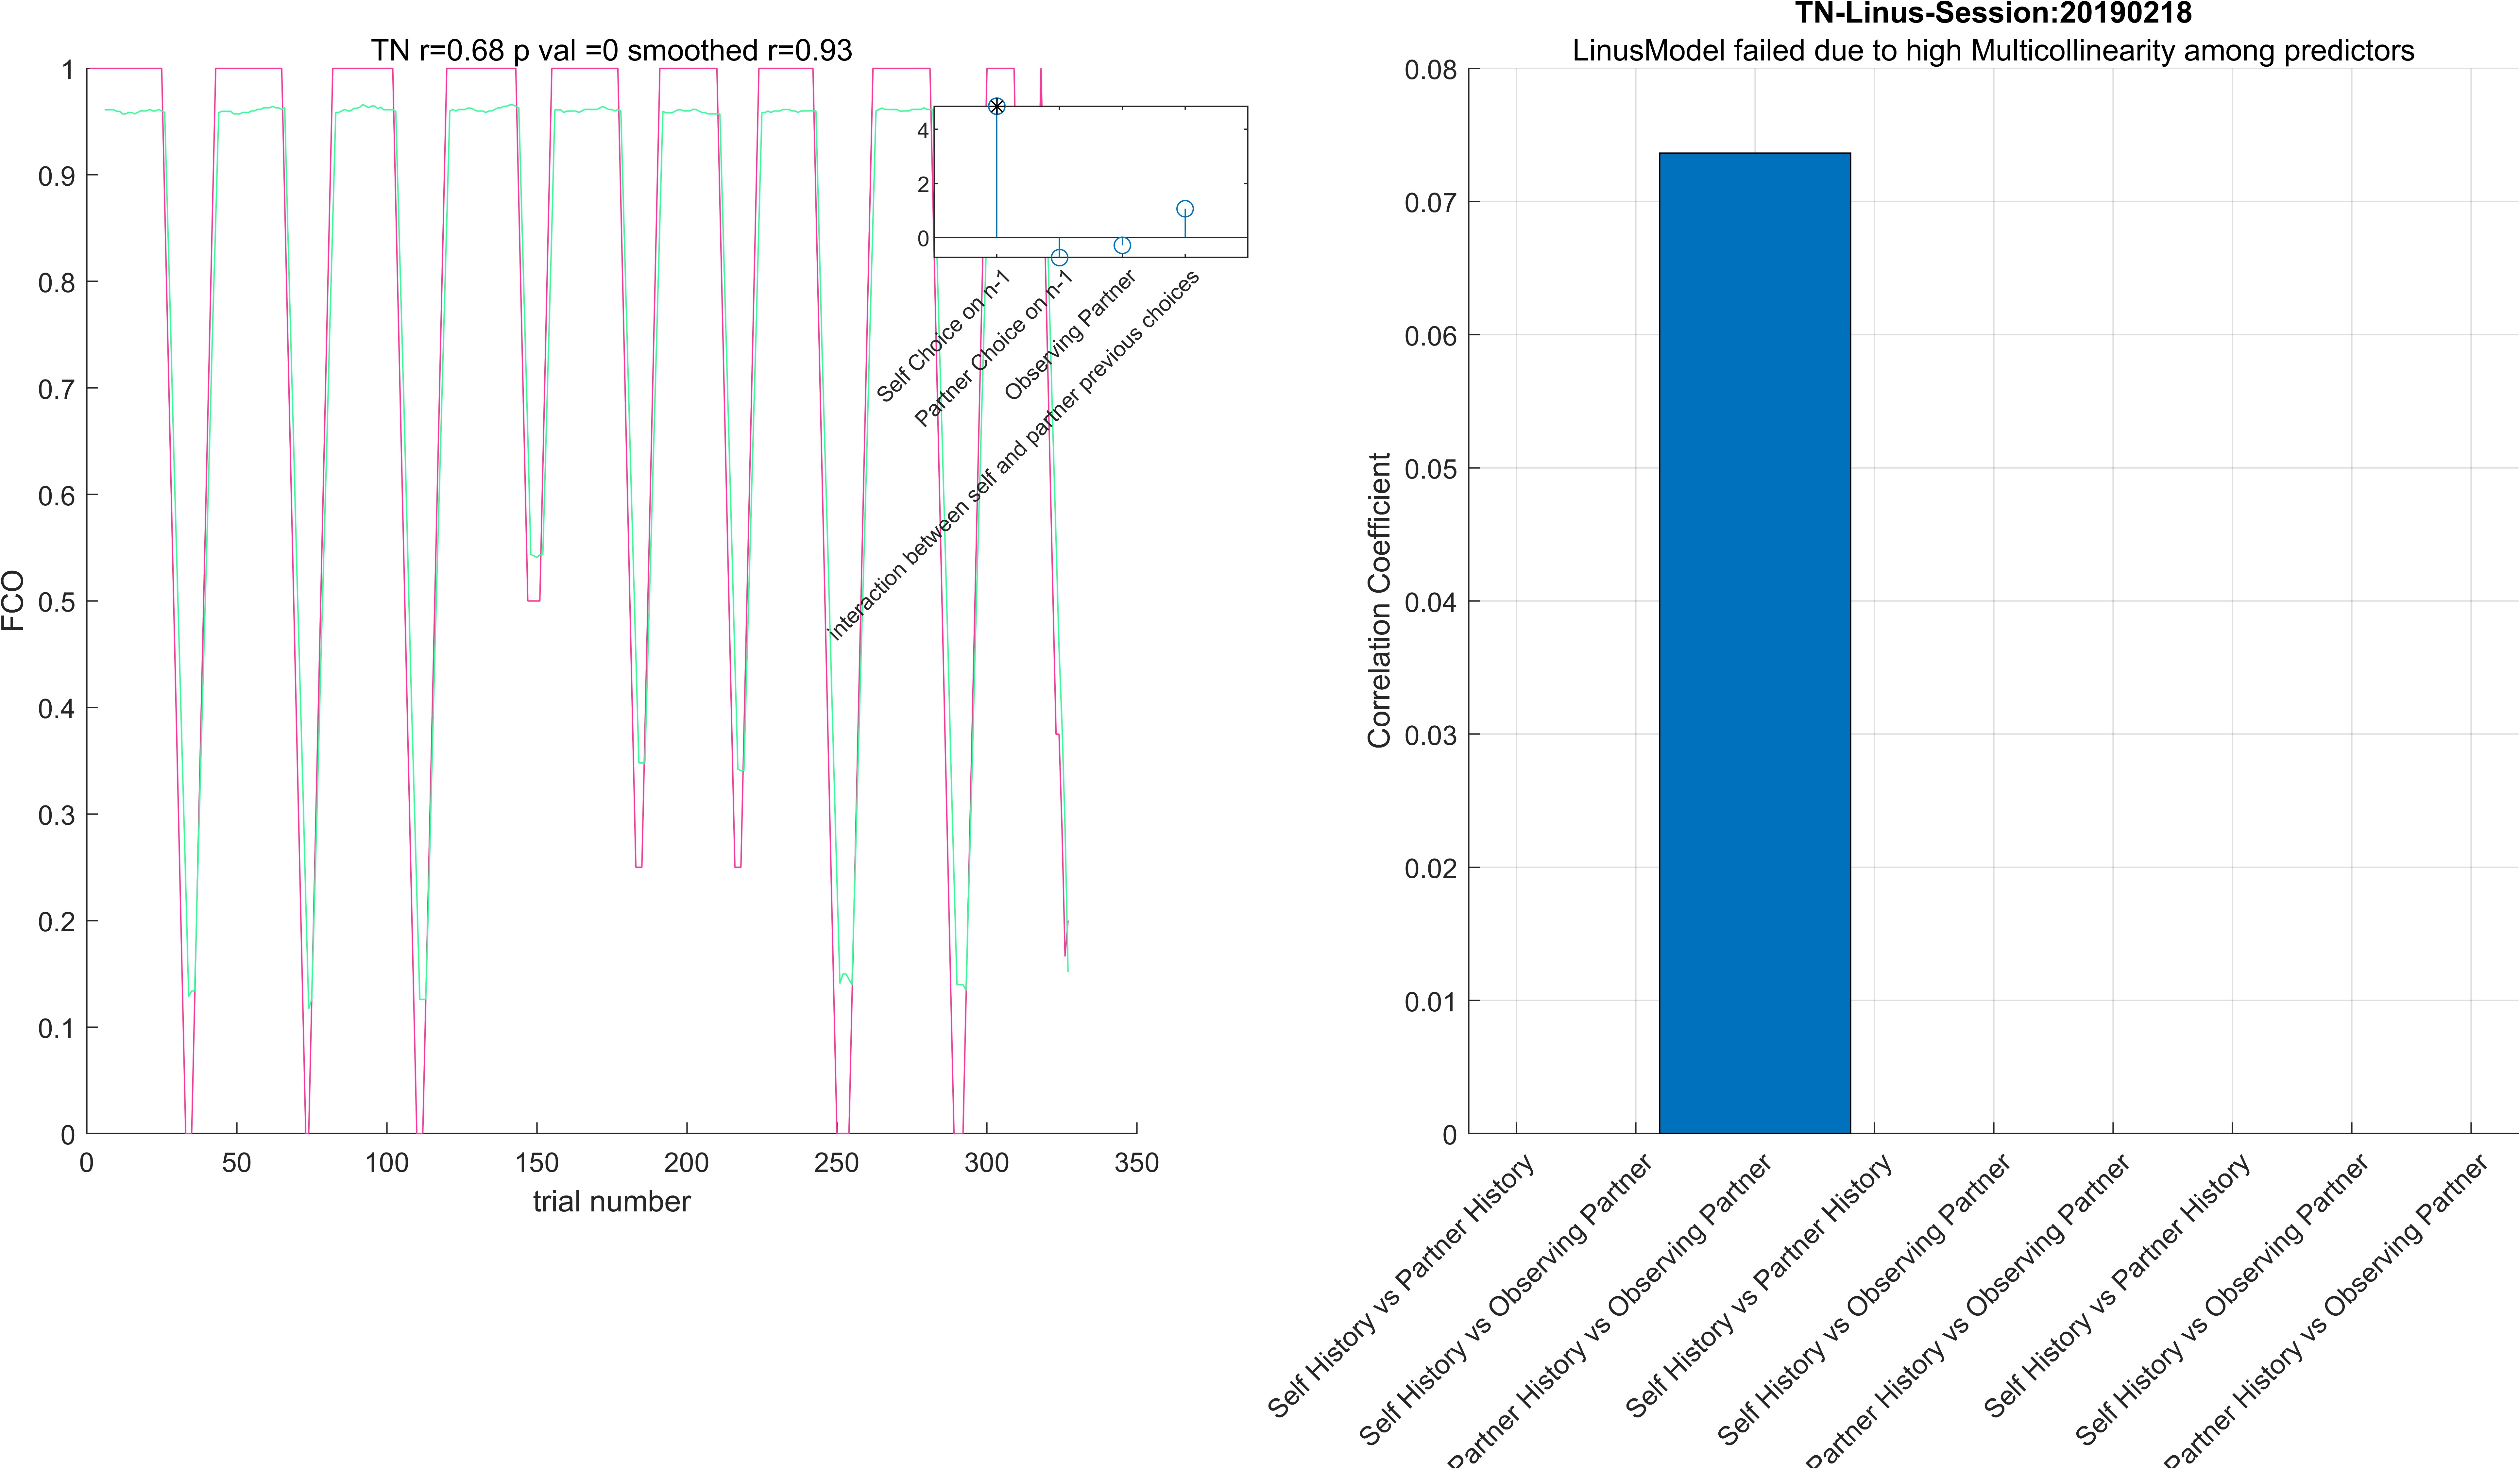 TN r=0.68 p val =0 smoothed r=0.93
1
0.9
0.8
0.7
0.6
0.5
0.4
0.3
0.2
0.1
0
FCO
0
50
100
150
200
250
300
350
trial number
4
2
0
Self Choice on n-1
Partner Choice on n-1
Observing Partner
interaction between self and partner previous choices
TN-Linus-Session:20190218
LinusModel failed due to high Multicollinearity among predictors
0.08
0.07
0.06
0.05
0.04
0.03
0.02
0.01
0
Correlation Coefficient
Self History vs Partner History
Self History vs Observing Partner
Partner History vs Observing Partner
Self History vs Partner History
Self History vs Observing Partner
Partner History vs Observing Partner
Self History vs Partner History
Self History vs Observing Partner
Partner History vs Observing Partner